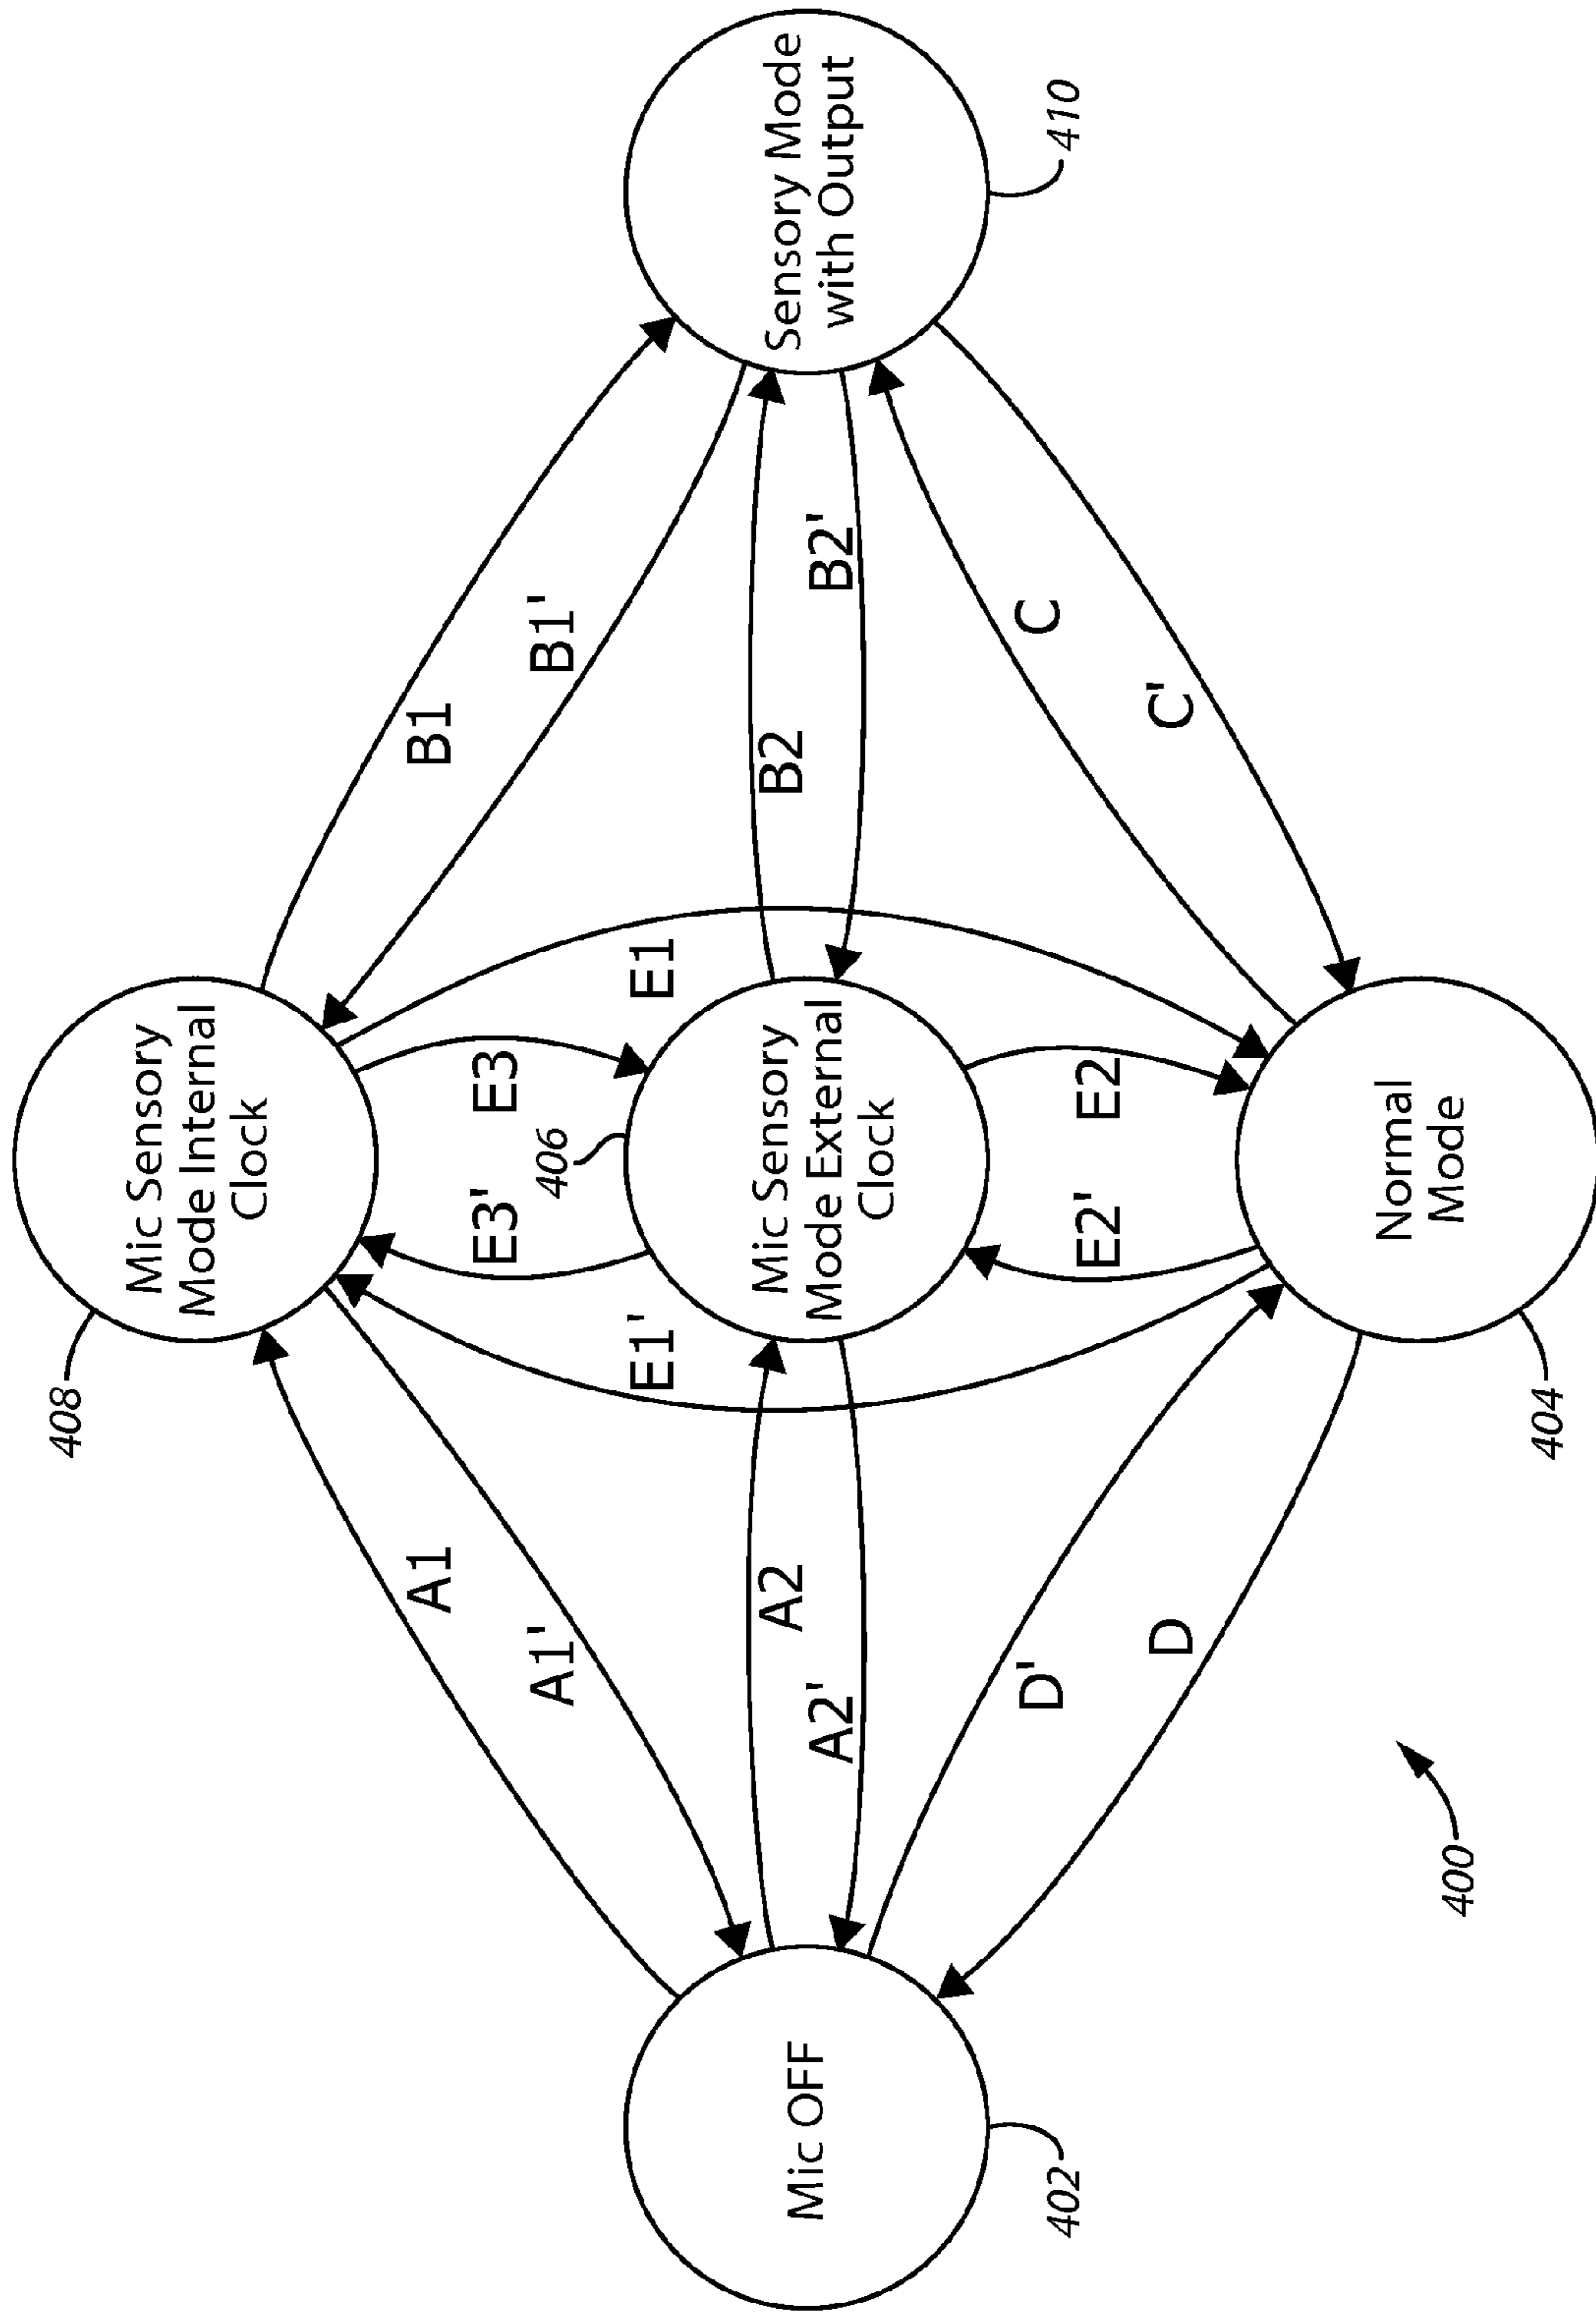 408
Mic Sensory
Mode Internal
Clock
A1
A1'
B1
B1'
E1'
E3'
E3
E1
406
Mic OFF
402
A2
A2'
Mic Sensory
Mode External
Clock
B2
B2'
Sensory Mode
with Output
410
D'
D
E2'
E2
C
C'
Normal
Mode
404
400